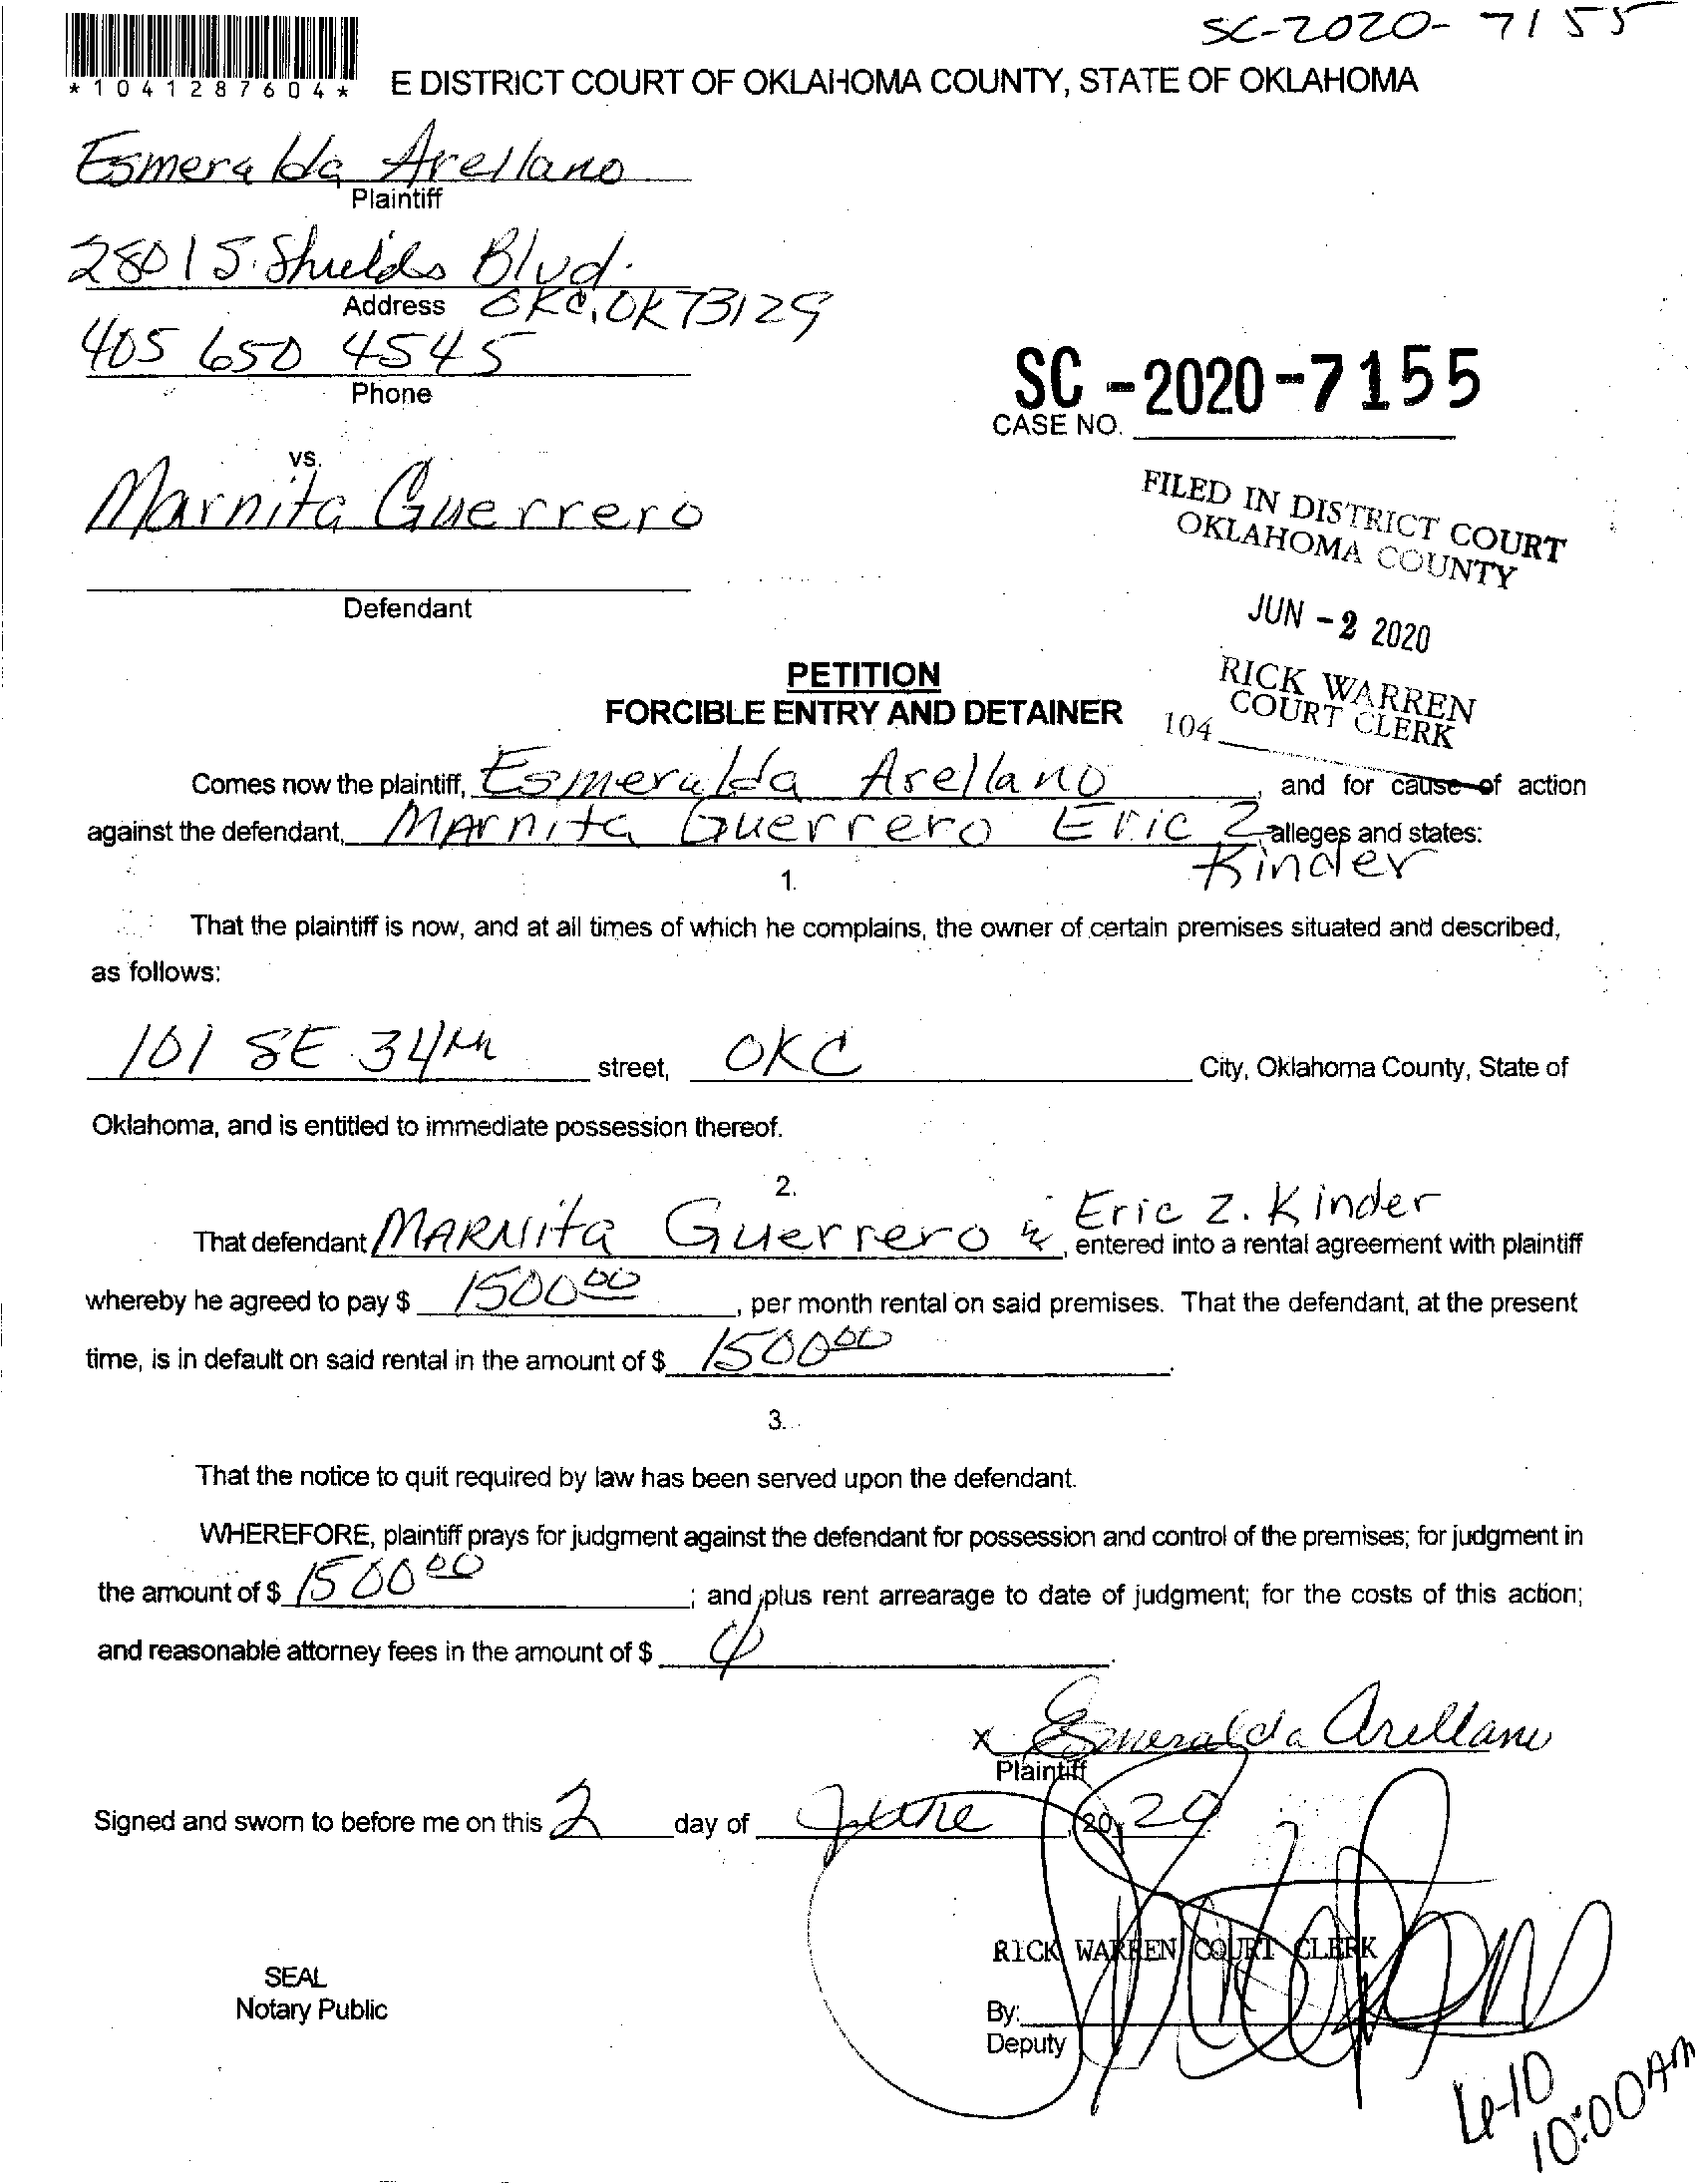 SC-2020-7155
*1041287604*
E DISTRICT COURT OF OKLAHOMA COUNTY, STATE OF OKLAHOMA
Esmeralda Arellano
Plaintiff
2801 S. Shields Blvd.
Address OKC, OK 73129
405 650 4545
Phone
SC-2020-7155
CASE NO.
vs.
Marnita Guerrero
Defendant
FILED IN DISTRICT COURT
OKLAHOMA COUNTY
JUN -2 2020
RICK WARREN
COURT CLERK
104
PETITION
FORCIBLE ENTRY AND DETAINER
Comes now the plaintiff, Esmeralda Arellano, and for cause of action
against the defendant, Marnita Guerrero Eric Z alleges and states:
Kinder
1.
That the plaintiff is now, and at all times of which he complains, the owner of certain premises situated and described,
as follows:
101 SE 34th street, OKC City, Oklahoma County, State of
Oklahoma, and is entitled to immediate possession thereof.
2.
Eric Z. Kinder
That defendant MARNita Guerrero &, entered into a rental agreement with plaintiff
whereby he agreed to pay $ 1500.00, per month rental on said premises. That the defendant, at the present
time, is in default on said rental in the amount of $ 1500.00.
3.
That the notice to quit required by law has been served upon the defendant.
WHEREFORE, plaintiff prays for judgment against the defendant for possession and control of the premises; for judgment in
the amount of $ 1500.00; and plus rent arrearage to date of judgment; for the costs of this action;
and reasonable attorney fees in the amount of $
x Esmeralda Arellano
Plaintiff
Signed and sworn to before me on this 2 day of June, 20 20.
RICK WARREN COURT CLERK
SEAL
Notary Public
By:
Deputy
6-10
10:00AM